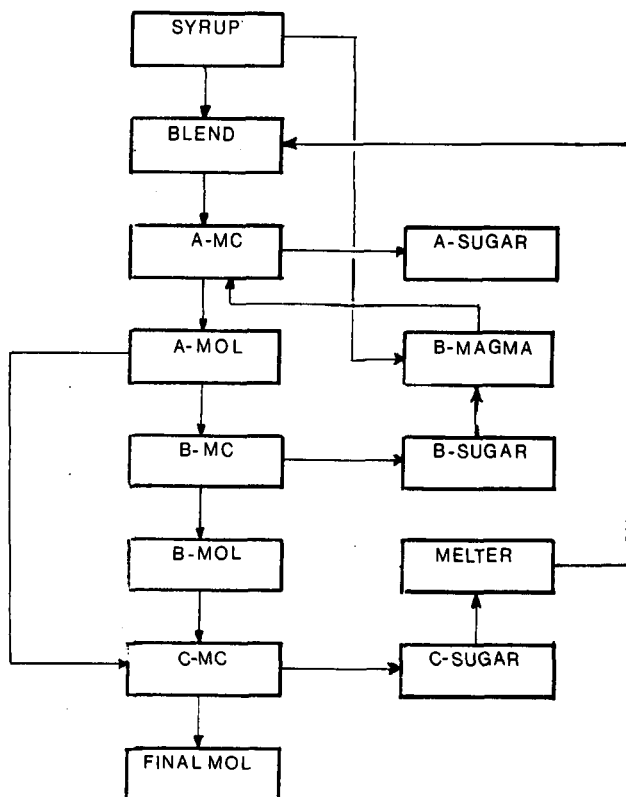 SYRUP
BLEND
A-MC
A-SUGAR
A-MOL
B-MAGMA
B-MC
B-SUGAR
B-MOL
MELTER
C-MC
C-SUGAR
FINAL MOL